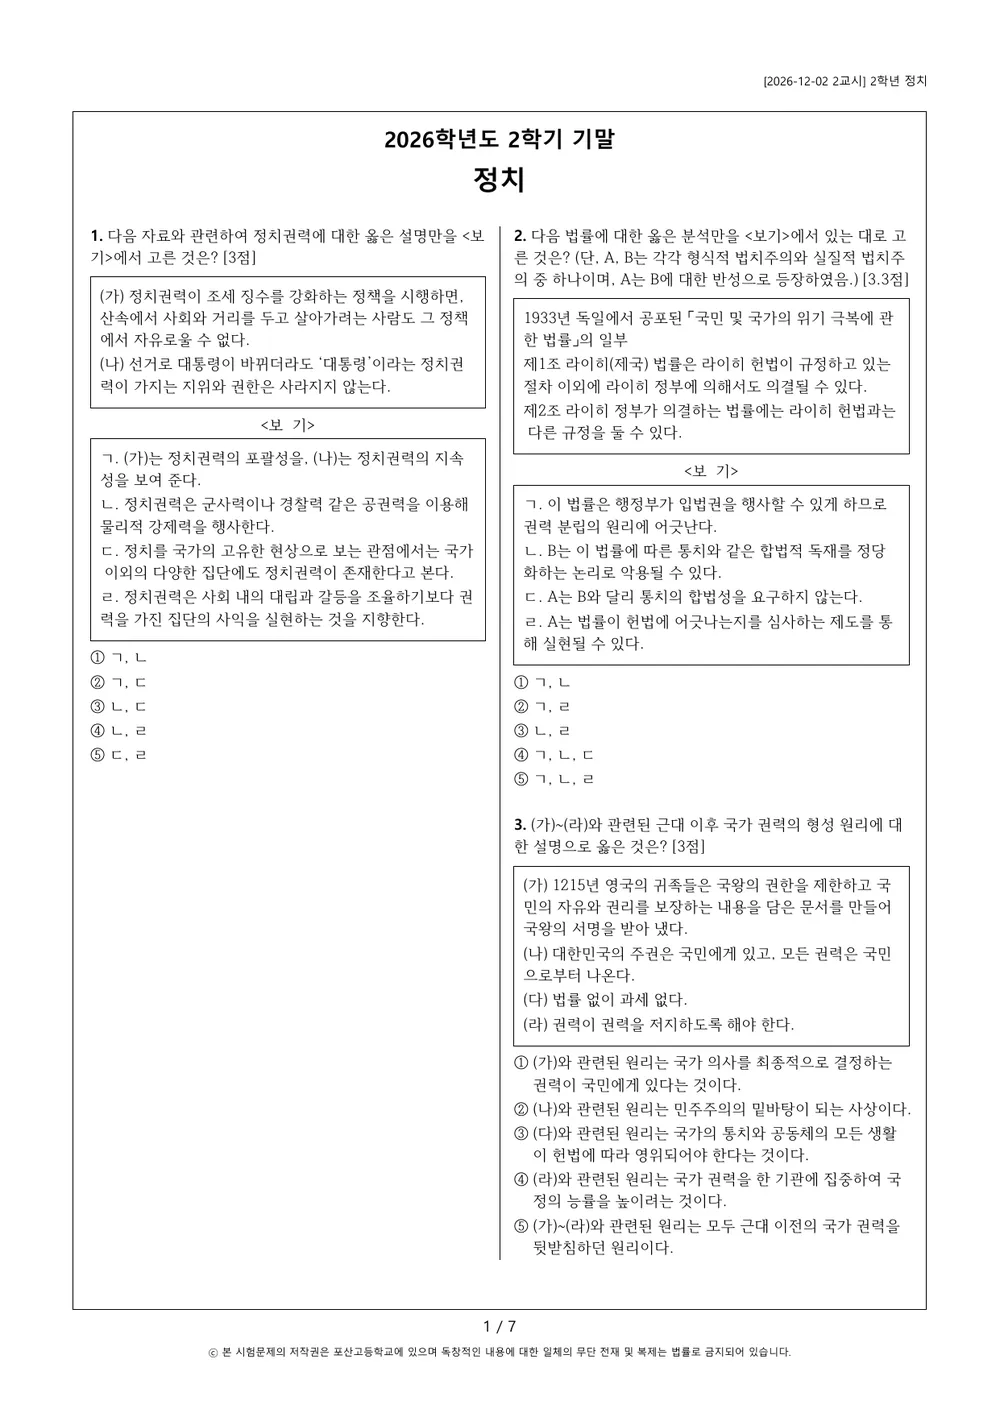 [2026-12-02 2교시] 2학년 정치
2026학년도 2학기 기말
정치
1. 다음 자료와 관련하여 정치권력에 대한 옳은 설명만을 <보
기>에서 고른 것은? [3점]
(가) 정치권력이 조세 징수를 강화하는 정책을 시행하면,
산속에서 사회와 거리를 두고 살아가려는 사람도 그 정책
에서 자유로울 수 없다.
(나) 선거로 대통령이 바뀌더라도 ‘대통령’이라는 정치권
력이 가지는 지위와 권한은 사라지지 않는다.
<보 기>
ㄱ. (가)는 정치권력의 포괄성을, (나)는 정치권력의 지속
성을 보여 준다.
ㄴ. 정치권력은 군사력이나 경찰력 같은 공권력을 이용해
물리적 강제력을 행사한다.
ㄷ. 정치를 국가의 고유한 현상으로 보는 관점에서는 국가
이외의 다양한 집단에도 정치권력이 존재한다고 본다.
ㄹ. 정치권력은 사회 내의 대립과 갈등을 조율하기보다 권
력을 가진 집단의 사익을 실현하는 것을 지향한다.
① ㄱ, ㄴ
② ㄱ, ㄷ
③ ㄴ, ㄷ
④ ㄴ, ㄹ
⑤ ㄷ, ㄹ
2. 다음 법률에 대한 옳은 분석만을 <보기>에서 있는 대로 고
른 것은? (단, A, B는 각각 형식적 법치주의와 실질적 법치주
의 중 하나이며, A는 B에 대한 반성으로 등장하였음.) [3.3점]
1933년 독일에서 공포된 「국민 및 국가의 위기 극복에 관
한 법률」의 일부
제1조 라이히(제국) 법률은 라이히 헌법이 규정하고 있는
절차 이외에 라이히 정부에 의해서도 의결될 수 있다.
제2조 라이히 정부가 의결하는 법률에는 라이히 헌법과는
다른 규정을 둘 수 있다.
<보 기>
ㄱ. 이 법률은 행정부가 입법권을 행사할 수 있게 하므로
권력 분립의 원리에 어긋난다.
ㄴ. B는 이 법률에 따른 통치와 같은 합법적 독재를 정당
화하는 논리로 악용될 수 있다.
ㄷ. A는 B와 달리 통치의 합법성을 요구하지 않는다.
ㄹ. A는 법률이 헌법에 어긋나는지를 심사하는 제도를 통
해 실현될 수 있다.
① ㄱ, ㄴ
② ㄱ, ㄹ
③ ㄴ, ㄹ
④ ㄱ, ㄴ, ㄷ
⑤ ㄱ, ㄴ, ㄹ
3. (가)~(라)와 관련된 근대 이후 국가 권력의 형성 원리에 대
한 설명으로 옳은 것은? [3점]
(가) 1215년 영국의 귀족들은 국왕의 권한을 제한하고 국
민의 자유와 권리를 보장하는 내용을 담은 문서를 만들어
국왕의 서명을 받아 냈다.
(나) 대한민국의 주권은 국민에게 있고, 모든 권력은 국민
으로부터 나온다.
(다) 법률 없이 과세 없다.
(라) 권력이 권력을 저지하도록 해야 한다.
① (가)와 관련된 원리는 국가 의사를 최종적으로 결정하는
권력이 국민에게 있다는 것이다.
② (나)와 관련된 원리는 민주주의의 밑바탕이 되는 사상이다.
③ (다)와 관련된 원리는 국가의 통치와 공동체의 모든 생활
이 헌법에 따라 영위되어야 한다는 것이다.
④ (라)와 관련된 원리는 국가 권력을 한 기관에 집중하여 국
정의 능률을 높이려는 것이다.
⑤ (가)~(라)와 관련된 원리는 모두 근대 이전의 국가 권력을
뒷받침하던 원리이다.
1 / 7
ⓒ 본 시험문제의 저작권은 포산고등학교에 있으며 독창적인 내용에 대한 일체의 무단 전재 및 복제는 법률로 금지되어 있습니다.